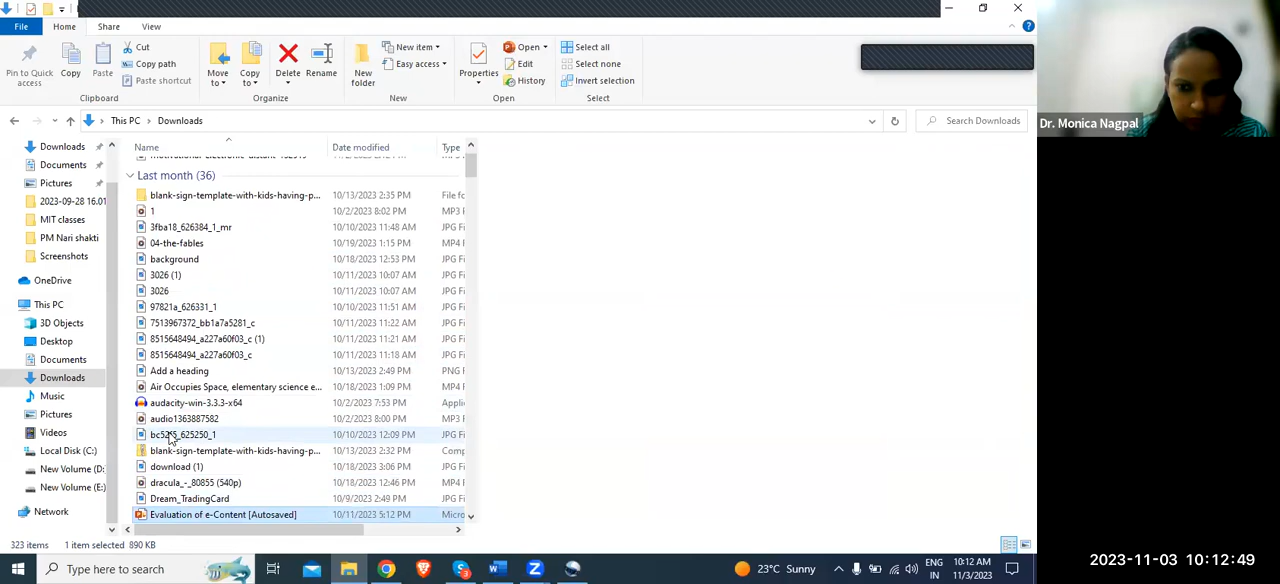 File Home Share View
Pin to Quick access
Copy
Paste
Cut
Copy path
Paste shortcut
Clipboard
Move to
Copy to
Delete
Rename
Organize
New folder
New item
Easy access
New
Properties
Open
Edit
History
Open
Select all
Select none
Invert selection
Select
This PC > Downloads
Search Downloads
Downloads
Documents
Pictures
2023-09-28 16.01
MIT classes
PM Nari shakti
Screenshots
OneDrive
This PC
3D Objects
Desktop
Documents
Downloads
Music
Pictures
Videos
Local Disk (C:)
New Volume (D:
New Volume (E:)
Network
Name Date modified Type
Last month (36)
blank-sign-template-with-kids-having-p... 10/13/2023 2:35 PM File fo
1 10/2/2023 8:02 PM MP3 F
3fba18_626384_1_mr 10/10/2023 11:48 AM JPG Fi
04-the-fables 10/19/2023 1:15 PM MP4 F
background 10/18/2023 12:53 PM JPG Fi
3026 (1) 10/11/2023 10:07 AM JPG Fi
3026 10/11/2023 10:07 AM JPG Fi
97821a_626331_1 10/10/2023 11:51 AM JPG Fi
7513967372_bb1a7a5281_c 10/11/2023 11:22 AM JPG Fi
8515648494_a227a60f03_c (1) 10/11/2023 11:21 AM JPG Fi
8515648494_a227a60f03_c 10/11/2023 11:18 AM JPG Fi
Add a heading 10/13/2023 2:49 PM PNG F
Air Occupies Space, elementary science e... 10/18/2023 1:09 PM MP4 F
audacity-win-3.3.3-x64 10/2/2023 7:53 PM Applic
audio1363887582 10/2/2023 8:00 PM MP3 F
10/10/2023 12:09 PM JPG Fi
blank-sign-template-with-kids-having-p... 10/13/2023 2:32 PM Comp
download (1) 10/18/2023 3:06 PM JPG Fi
dracula_-_80855 (540p) 10/18/2023 12:46 PM MP4 F
Dream_TradingCard 10/9/2023 2:49 PM JPG Fi
Evaluation of e-Content [Autosaved] 10/11/2023 5:12 PM Micro
323 items 1 item selected 890 KB
Type here to search
23°C Sunny
ENG
IN
10:12 AM
11/3/2023
Dr. Monica Nagpal
2023-11-03 10:12:49